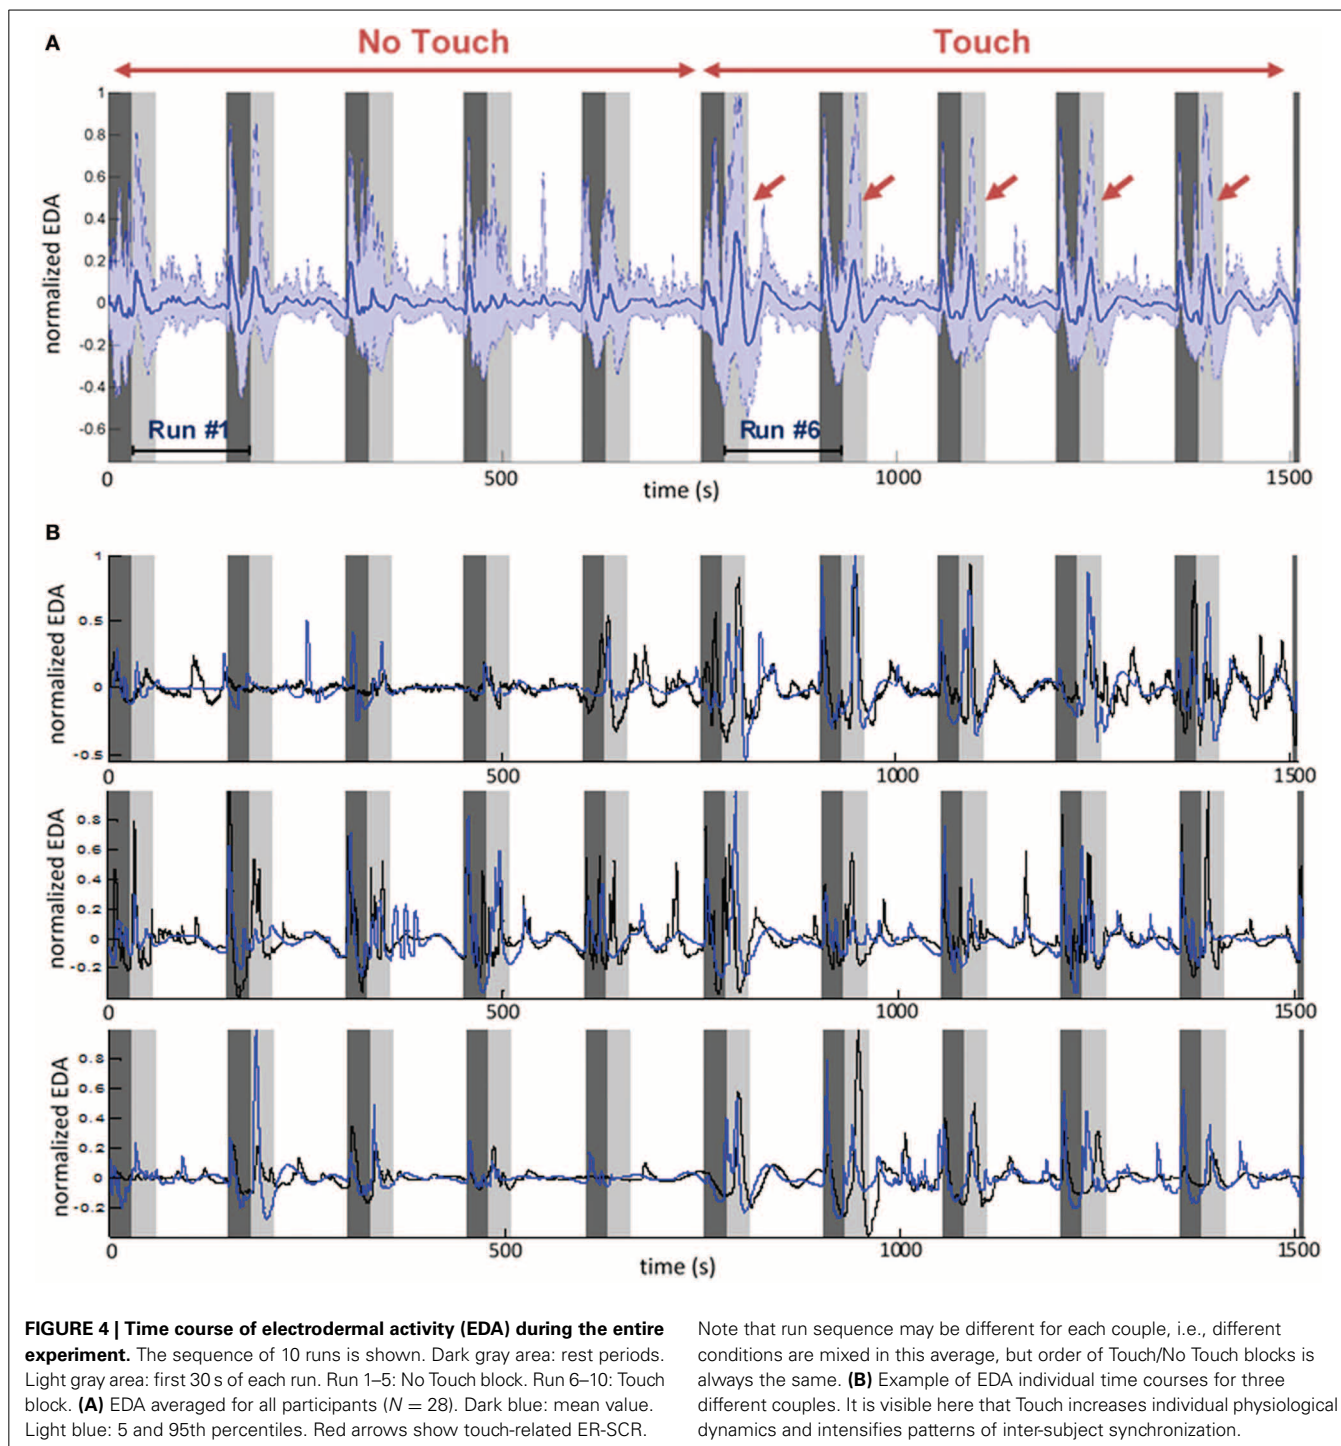 A
No Touch
Touch
normalized EDA
1
0.8
0.6
0.4
0.2
0
-0.2
-0.4
-0.6
Run #1
Run #6
0
500
1000
1500
time (s)
B
normalized EDA
1
0.5
0
-0.5
0
500
1000
1500
normalized EDA
0.8
0.6
0.4
0.2
0
-0.2
0
500
1000
1500
normalized EDA
0.8
0.6
0.4
0.2
0
-0.2
0
500
1000
1500
time (s)
FIGURE 4 | Time course of electrodermal activity (EDA) during the entire
experiment. The sequence of 10 runs is shown. Dark gray area: rest periods.
Light gray area: first 30 s of each run. Run 1–5: No Touch block. Run 6–10: Touch
block. (A) EDA averaged for all participants (N = 28). Dark blue: mean value.
Light blue: 5 and 95th percentiles. Red arrows show touch-related ER-SCR.
Note that run sequence may be different for each couple, i.e., different
conditions are mixed in this average, but order of Touch/No Touch blocks is
always the same. (B) Example of EDA individual time courses for three
different couples. It is visible here that Touch increases individual physiological
dynamics and intensifies patterns of inter-subject synchronization.